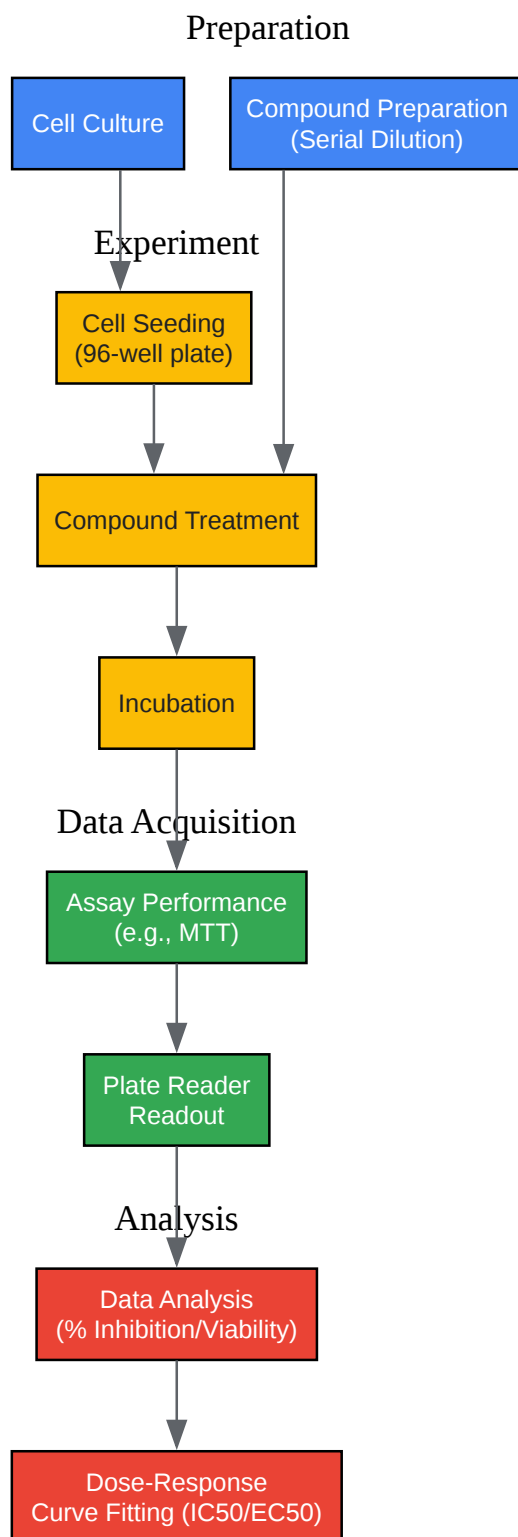 Preparation
Cell Culture
Compound Preparation
(Serial Dilution)
Experiment
Cell Seeding
(96-well plate)
Compound Treatment
Incubation
Data Acquisition
Assay Performance
(e.g., MTT)
Plate Reader
Readout
Analysis
Data Analysis
(% Inhibition/Viability)
Dose-Response
Curve Fitting (IC50/EC50)